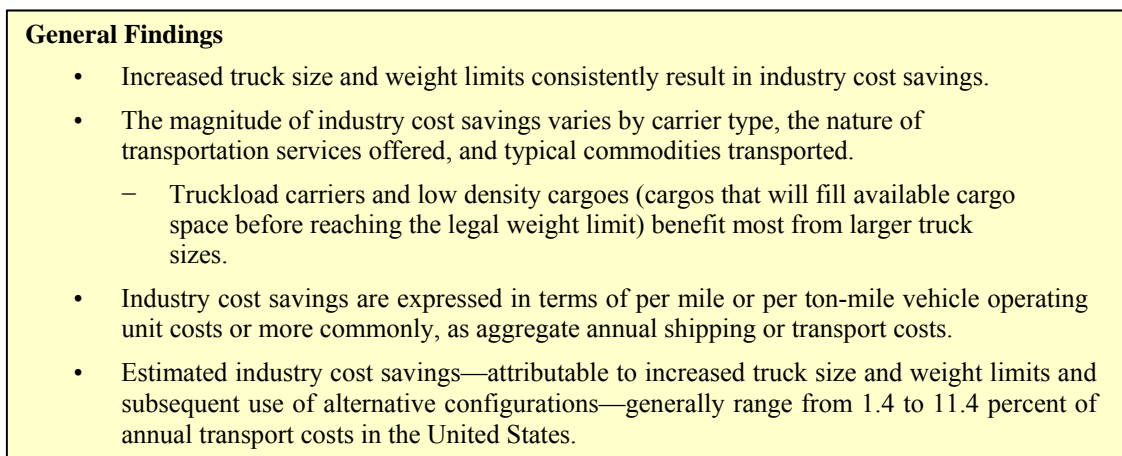 General Findings
• Increased truck size and weight limits consistently result in industry cost savings.
• The magnitude of industry cost savings varies by carrier type, the nature of
transportation services offered, and typical commodities transported.
− Truckload carriers and low density cargoes (cargos that will fill available cargo
space before reaching the legal weight limit) benefit most from larger truck
sizes.
• Industry cost savings are expressed in terms of per mile or per ton-mile vehicle operating
unit costs or more commonly, as aggregate annual shipping or transport costs.
• Estimated industry cost savings—attributable to increased truck size and weight limits and
subsequent use of alternative configurations—generally range from 1.4 to 11.4 percent of
annual transport costs in the United States.